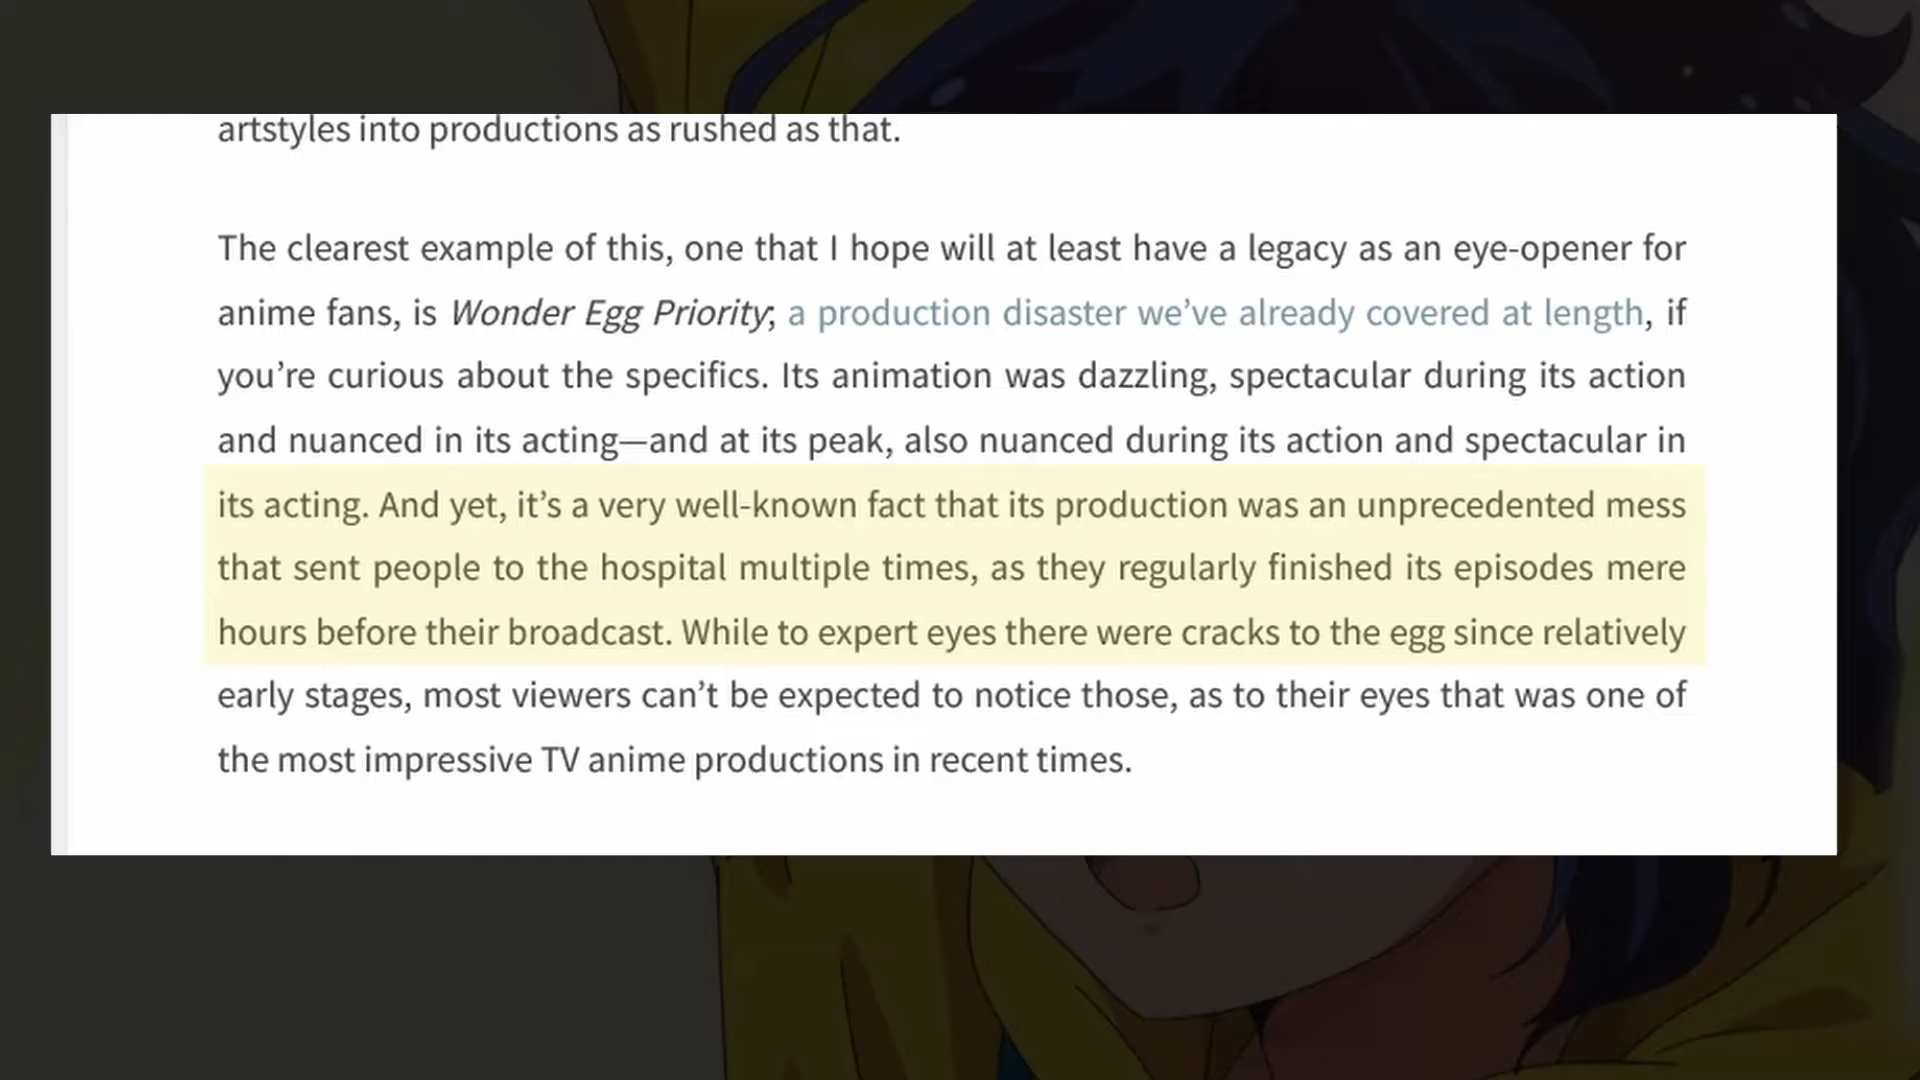 artstyles into productions as rushed as that.
The clearest example of this, one that I hope will at least have a legacy as an eye-opener for
anime fans, is Wonder Egg Priority; a production disaster we’ve already covered at length, if
you’re curious about the specifics. Its animation was dazzling, spectacular during its action
and nuanced in its acting—and at its peak, also nuanced during its action and spectacular in
its acting. And yet, it’s a very well-known fact that its production was an unprecedented mess
that sent people to the hospital multiple times, as they regularly finished its episodes mere
hours before their broadcast. While to expert eyes there were cracks to the egg since relatively
early stages, most viewers can’t be expected to notice those, as to their eyes that was one of
the most impressive TV anime productions in recent times.